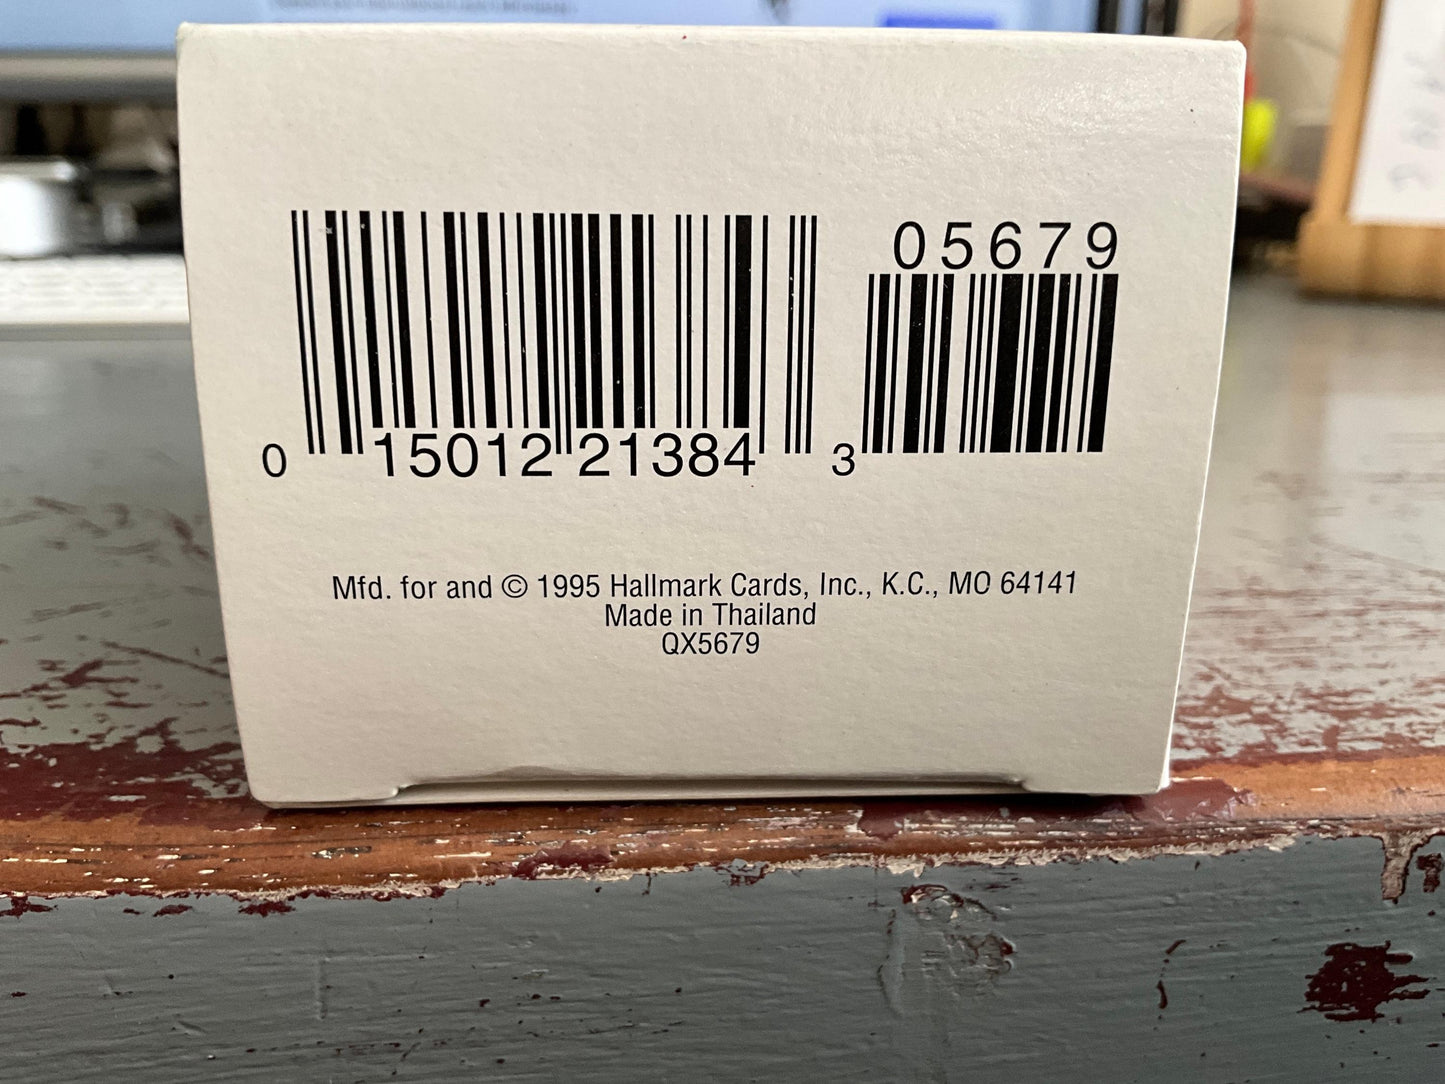 05679
0 15012 21384 3
Mfd. for and © 1995 Hallmark Cards, Inc., K.C., MO 64141
Made in Thailand
QX5679